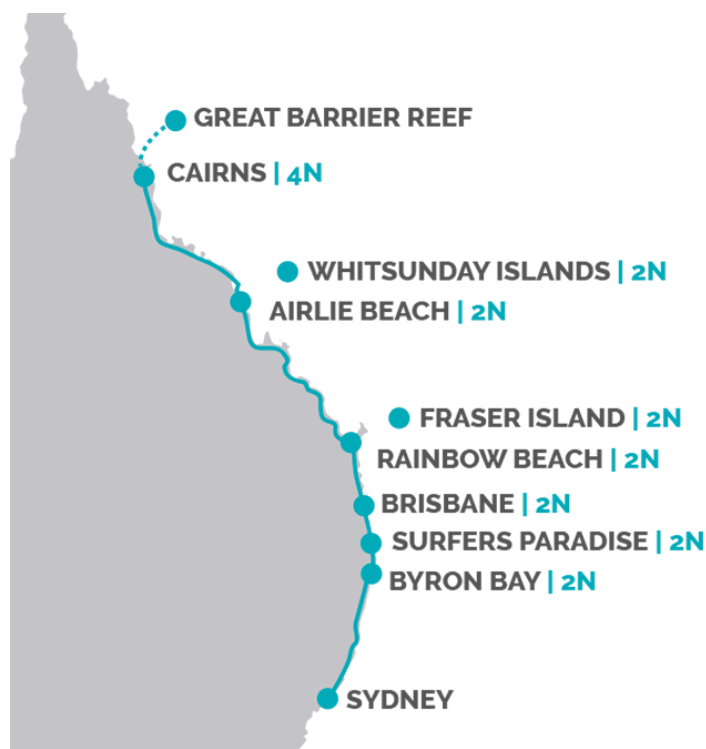 GREAT BARRIER REEF
CAIRNS | 4N
WHITSUNDAY ISLANDS | 2N
AIRLIE BEACH | 2N
FRASER ISLAND | 2N
RAINBOW BEACH | 2N
BRISBANE | 2N
SURFERS PARADISE | 2N
BYRON BAY | 2N
SYDNEY